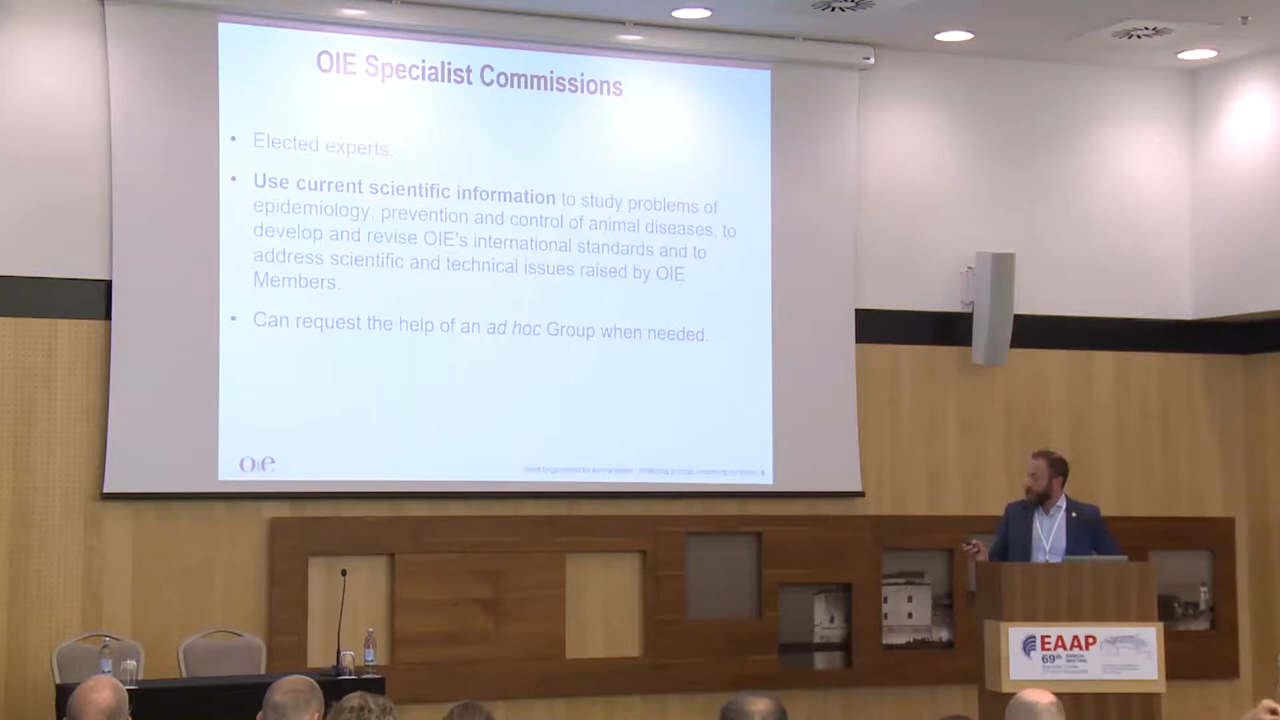 OIE Specialist Commissions
• Elected experts.
• Use current scientific information to study problems of
epidemiology, prevention and control of animal diseases, to
develop and revise OIE's international standards and to
address scientific and technical issues raised by OIE
Members.
• Can request the help of an ad hoc Group when needed.
Oie
EAAP
69th ANNUAL
MEETING